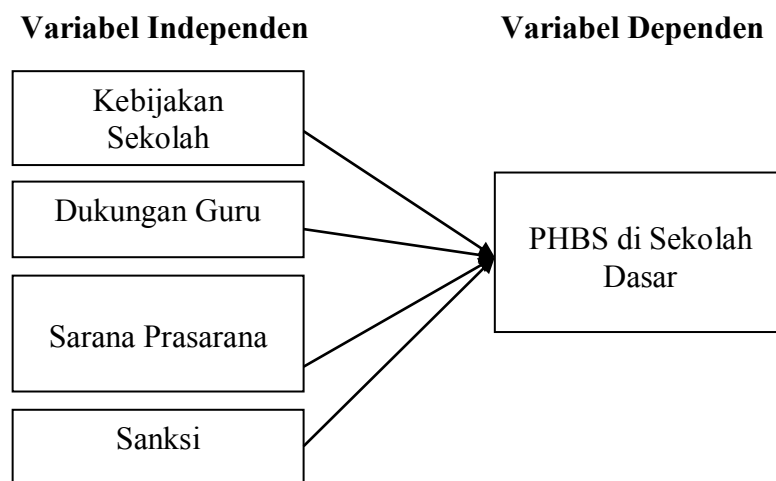 Variabel Independen
Variabel Dependen
Kebijakan
Sekolah
Dukungan Guru
Sarana Prasarana
Sanksi
PHBS di Sekolah
Dasar